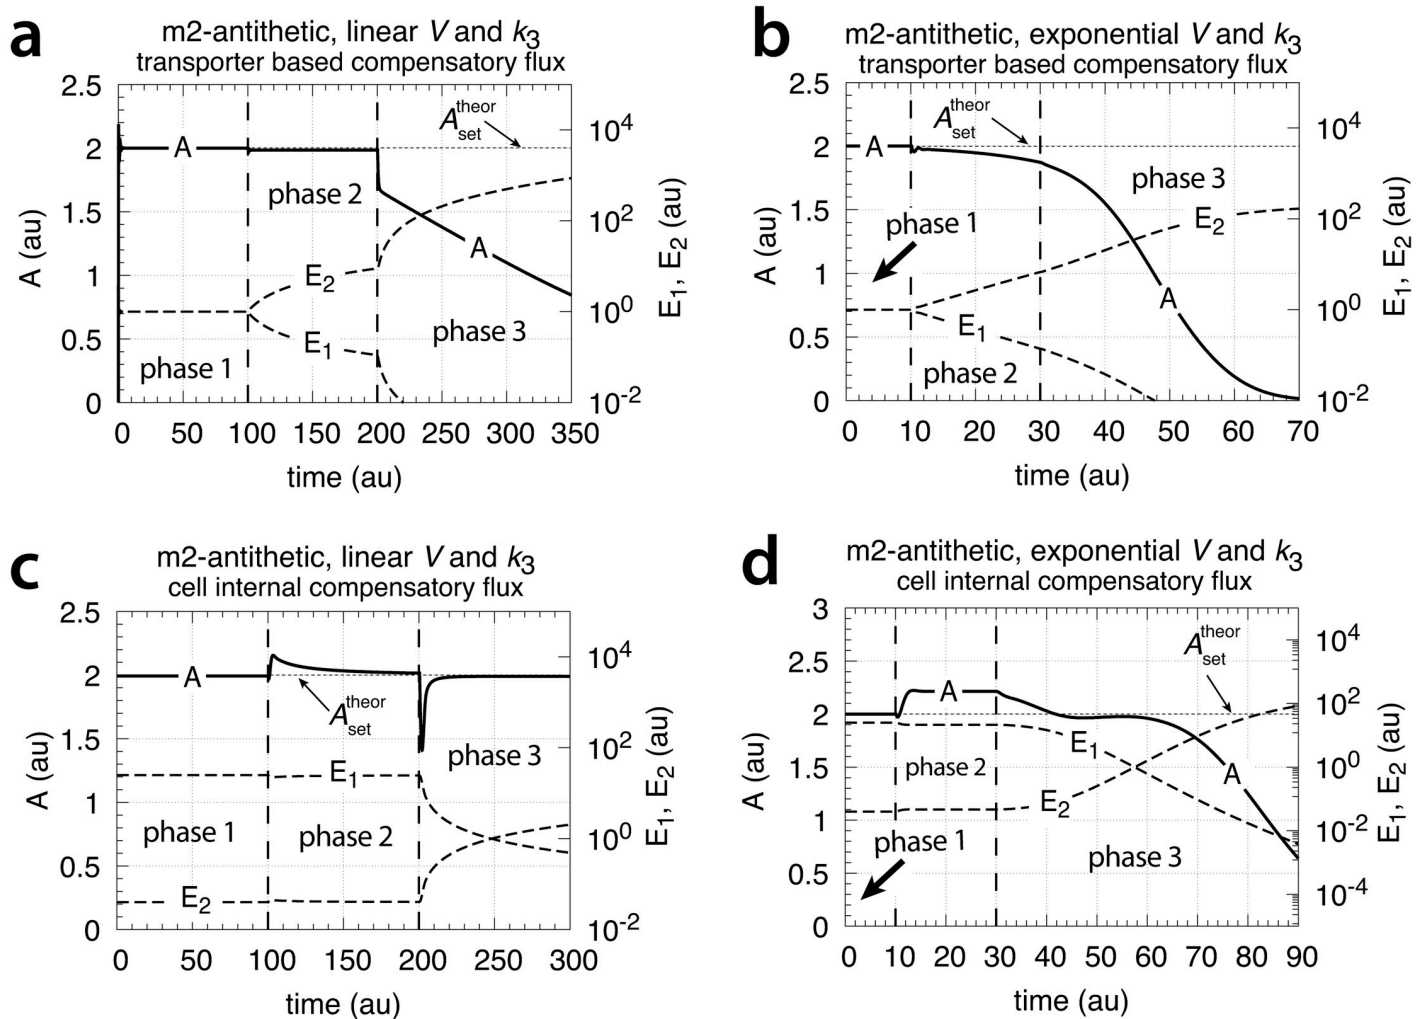 a
m2-antithetic, linear V and k3
transporter based compensatory flux
2.5
2
1.5
1
0.5
0
A (au)
0 50 100 150 200 250 300 350
time (au)
10^4
10^2
10^0
10^-2
E1, E2 (au)
A
A set theor
phase 2
A
E2
E1
phase 3
phase 1
b
m2-antithetic, exponential V and k3
transporter based compensatory flux
2.5
2
1.5
1
0.5
0
A (au)
0 10 20 30 40 50 60 70
time (au)
10^4
10^2
10^0
10^-2
E1, E2 (au)
A set theor
A
phase 3
phase 1
E2
A
E1
phase 2
c
m2-antithetic, linear V and k3
cell internal compensatory flux
2.5
2
1.5
1
0.5
0
A (au)
0 100 200 300
time (au)
10^4
10^2
10^0
10^-2
E1, E2 (au)
A
A set theor
phase 3
E1
phase 1
phase 2
E2
d
m2-antithetic, exponential V and k3
cell internal compensatory flux
3
2.5
2
1.5
1
0.5
0
A (au)
0 10 20 30 40 50 60 70 80 90
time (au)
10^4
10^2
10^0
10^-2
10^-4
E1, E2 (au)
A set theor
A
E1
phase 2
A
E2
phase 1
phase 3